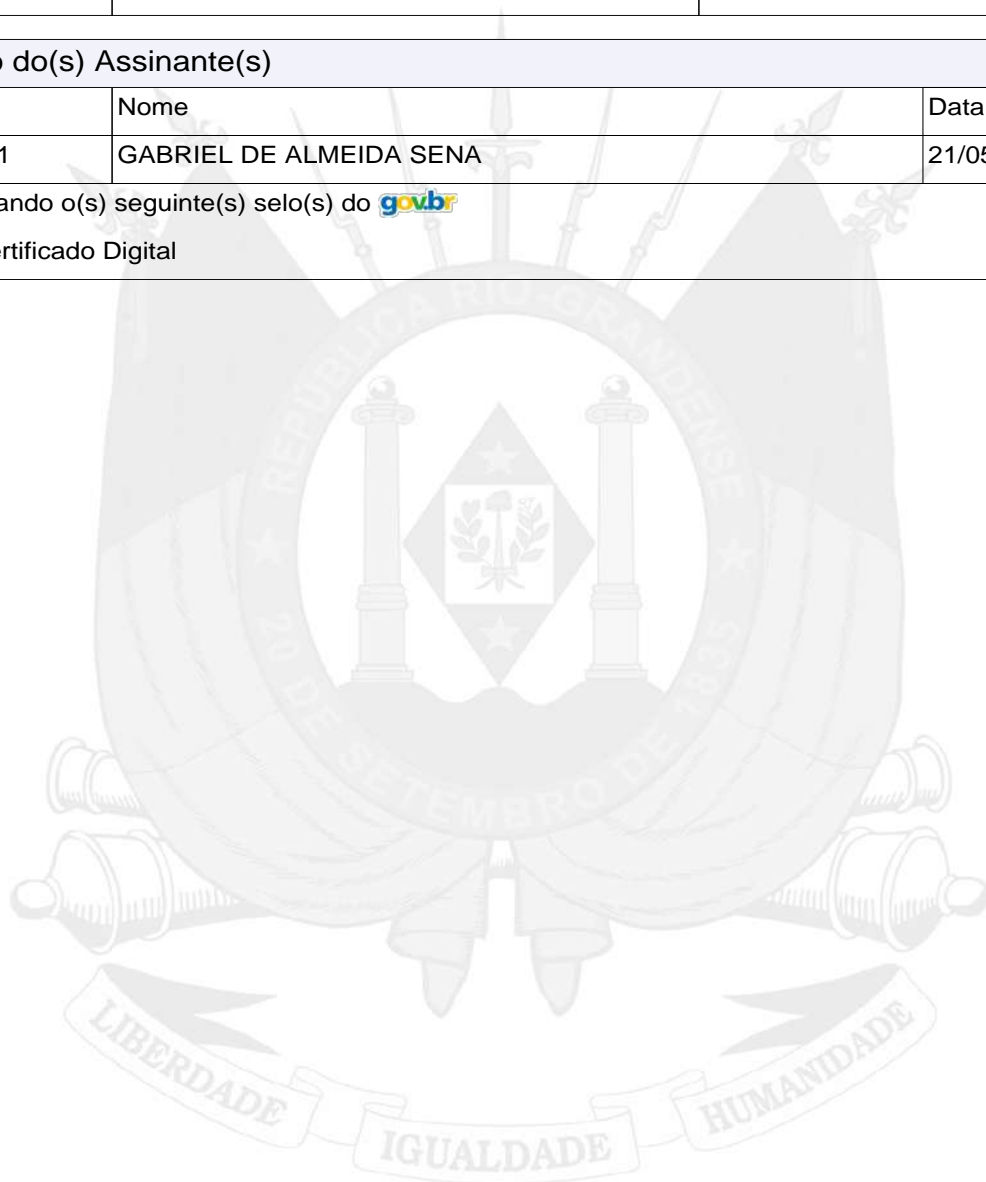 o do(s) Assinante(s)
Nome Data
1 GABRIEL DE ALMEIDA SENA 21/05
ando o(s) seguinte(s) selo(s) do gov.br
ertificado Digital
REPÚBLICA RIO-GRANDENSE
20 DE SETEMBRO DE 1835
LIBERDADE
IGUALDADE
HUMANIDADE